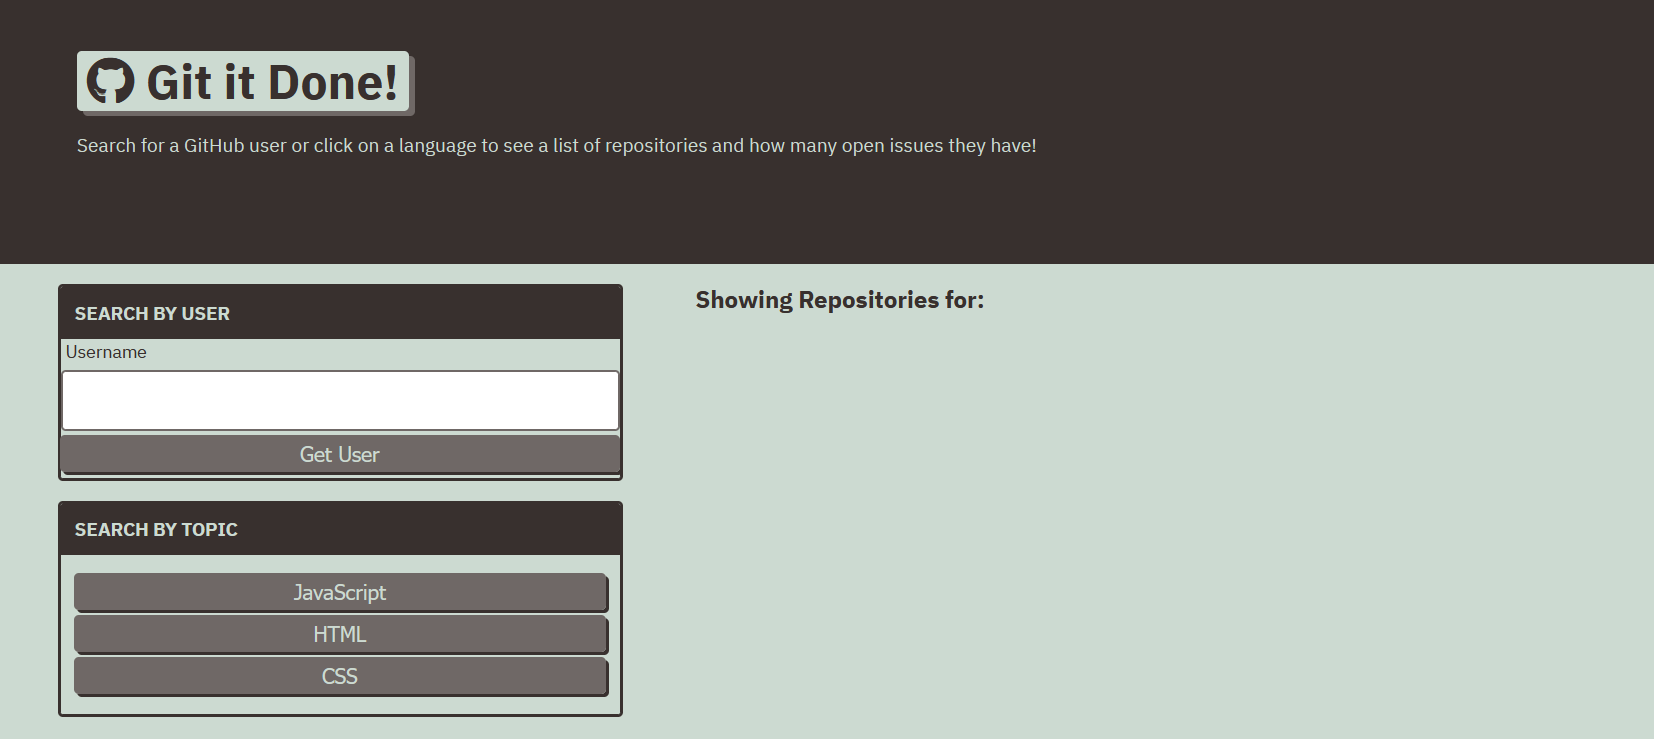 Git it Done!
Search for a GitHub user or click on a language to see a list of repositories and how many open issues they have!
SEARCH BY USER
Username
Get User
SEARCH BY TOPIC
JavaScript
HTML
CSS
Showing Repositories for: